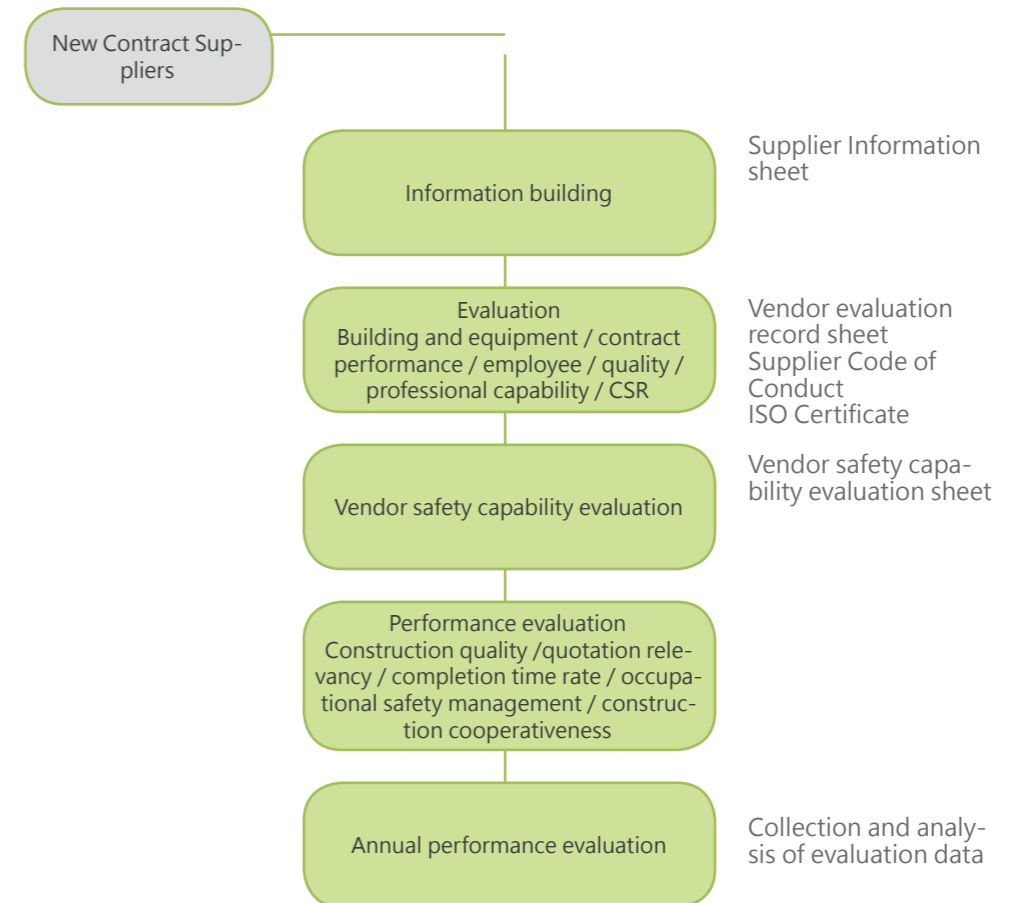 New Contract Sup-
pliers
Information building
Supplier Information
sheet
Evaluation
Building and equipment / contract
performance / employee / quality /
professional capability / CSR
Vendor evaluation
record sheet
Supplier Code of
Conduct
ISO Certificate
Vendor safety capability evaluation
Vendor safety capa-
bility evaluation sheet
Performance evaluation
Construction quality /quotation rele-
vancy / completion time rate / occupa-
tional safety management / construc-
tion cooperativeness
Annual performance evaluation
Collection and analy-
sis of evaluation data